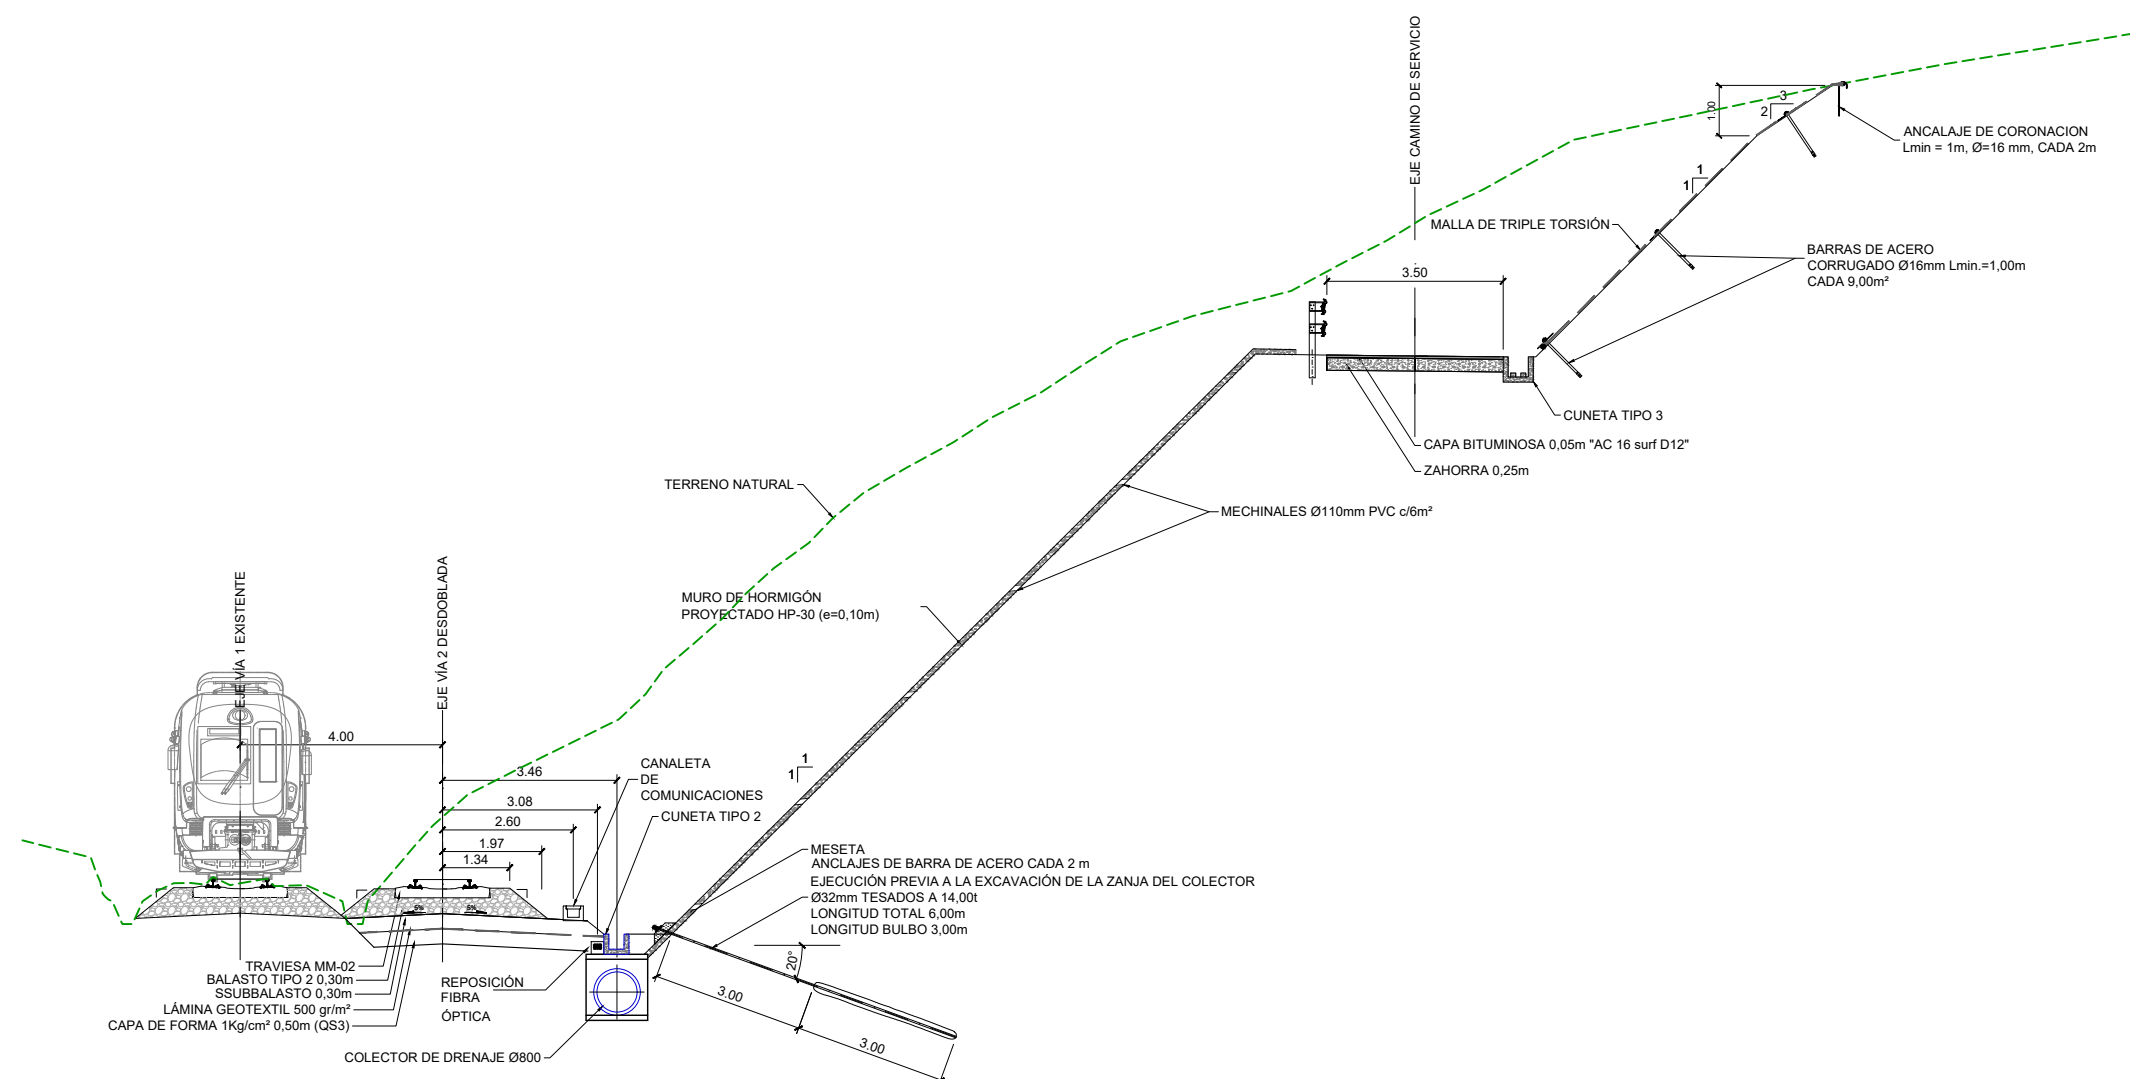 EJE CAMINO DE SERVICIO
1.00
2
3
ANCALAJE DE CORONACION
Lmin = 1m, Ø=16 mm, CADA 2m
1
1
MALLA DE TRIPLE TORSIÓN
BARRAS DE ACERO
CORRUGADO Ø16mm Lmin.=1,00m
CADA 9,00m²
3.50
CUNETA TIPO 3
CAPA BITUMINOSA 0,05m "AC 16 surf D12"
ZAHORRA 0,25m
TERRENO NATURAL
MECHINALES Ø110mm PVC c/6m²
MURO DE HORMIGÓN
PROYECTADO HP-30 (e=0,10m)
EJE VÍA 1 EXISTENTE
EJE VÍA 2 DESDOBLADA
4.00
3.46
3.08
2.60
1.97
1.34
CANALETA
DE
COMUNICACIONES
CUNETA TIPO 2
1
1
MESETA
ANCLAJES DE BARRA DE ACERO CADA 2 m
EJECUCIÓN PREVIA A LA EXCAVACIÓN DE LA ZANJA DEL COLECTOR
Ø32mm TESADOS A 14,00t
LONGITUD TOTAL 6,00m
LONGITUD BULBO 3,00m
20°
5%
5%
3.00
3.00
TRAVIESA MM-02
BALASTO TIPO 2 0,30m
SSUBBALASTO 0,30m
LÁMINA GEOTEXTIL 500 gr/m²
CAPA DE FORMA 1Kg/cm² 0,50m (QS3)
REPOSICIÓN
FIBRA
ÓPTICA
COLECTOR DE DRENAJE Ø800